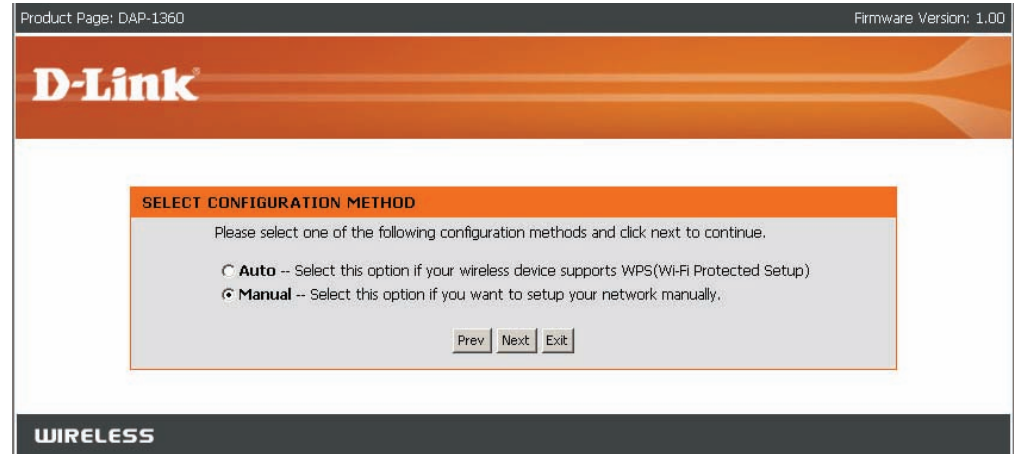 Product Page: DAP-1360 Firmware Version: 1.00
D-Link
SELECT CONFIGURATION METHOD
Please select one of the following configuration methods and click next to continue.
Auto -- Select this option if your wireless device supports WPS(Wi-Fi Protected Setup)
Manual -- Select this option if you want to setup your network manually.
Prev Next Exit
WIRELESS